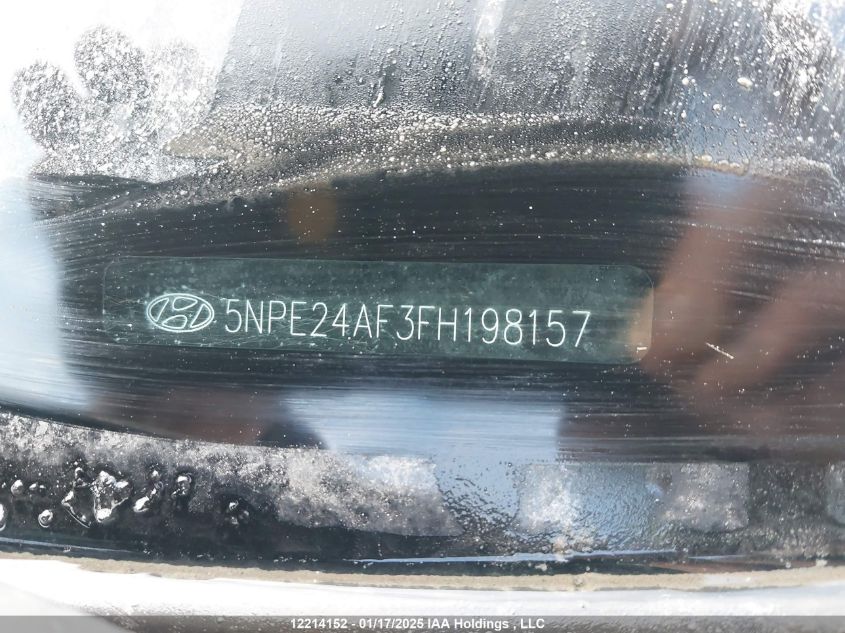 5NPE24AF3FH198157
12214152 - 01/17/2025 IAA Holdings , LLC